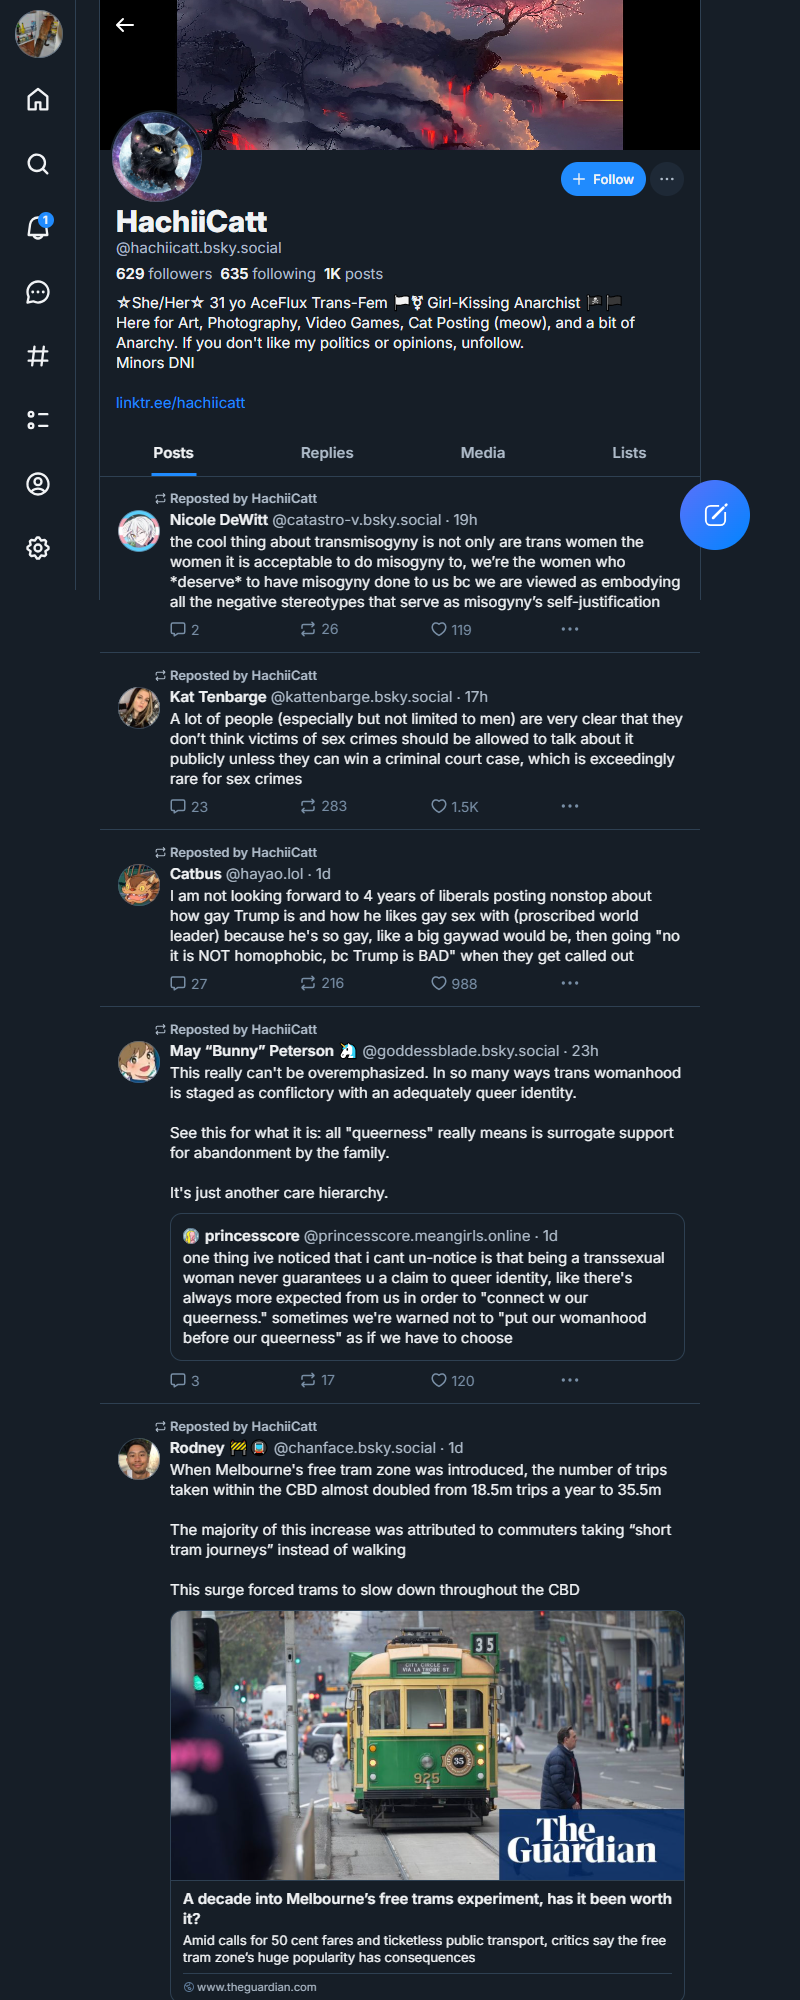 + Follow
HachiiCatt
@hachiicatt.bsky.social
629 followers 635 following 1K posts
☆She/Her☆ 31 yo AceFlux Trans-Fem 🏳️⚧️ Girl-Kissing Anarchist 🏴‍☠️🏴
Here for Art, Photography, Video Games, Cat Posting (meow), and a bit of
Anarchy. If you don't like my politics or opinions, unfollow.
Minors DNI
linktr.ee/hachiicatt
Posts Replies Media Lists
1
Reposted by HachiiCatt
Nicole DeWitt @catastro-v.bsky.social · 19h
the cool thing about transmisogyny is not only are trans women the
women it is acceptable to do misogyny to, we’re the women who
*deserve* to have misogyny done to us bc we are viewed as embodying
all the negative stereotypes that serve as misogyny’s self-justification
2 26 119
Reposted by HachiiCatt
Kat Tenbarge @kattenbarge.bsky.social · 17h
A lot of people (especially but not limited to men) are very clear that they
don’t think victims of sex crimes should be allowed to talk about it
publicly unless they can win a criminal court case, which is exceedingly
rare for sex crimes
23 283 1.5K
Reposted by HachiiCatt
Catbus @hayao.lol · 1d
I am not looking forward to 4 years of liberals posting nonstop about
how gay Trump is and how he likes gay sex with (proscribed world
leader) because he's so gay, like a big gaywad would be, then going "no
it is NOT homophobic, bc Trump is BAD" when they get called out
27 216 988
Reposted by HachiiCatt
May “Bunny” Peterson 🦄 @goddessblade.bsky.social · 23h
This really can't be overemphasized. In so many ways trans womanhood
is staged as conflictory with an adequately queer identity.
See this for what it is: all "queerness" really means is surrogate support
for abandonment by the family.
It's just another care hierarchy.
princesscore @princesscore.meangirls.online · 1d
one thing ive noticed that i cant un-notice is that being a transsexual
woman never guarantees u a claim to queer identity, like there's
always more expected from us in order to "connect w our
queerness." sometimes we're warned not to "put our womanhood
before our queerness" as if we have to choose
3 17 120
Reposted by HachiiCatt
Rodney 🚧 🚊 @chanface.bsky.social · 1d
When Melbourne's free tram zone was introduced, the number of trips
taken within the CBD almost doubled from 18.5m trips a year to 35.5m
The majority of this increase was attributed to commuters taking “short
tram journeys” instead of walking
This surge forced trams to slow down throughout the CBD
35
CITY CIRCLE
VIA LA TROBE ST
35
925
The
Guardian
A decade into Melbourne’s free trams experiment, has it been worth
it?
Amid calls for 50 cent fares and ticketless public transport, critics say the free
tram zone’s huge popularity has consequences
www.theguardian.com